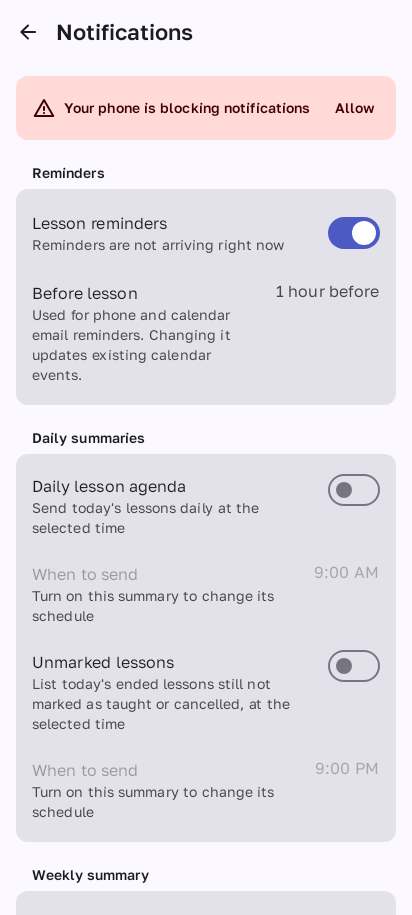 Notifications
Your phone is blocking notifications Allow
Reminders
Lesson reminders
Reminders are not arriving right now
Before lesson 1 hour before
Used for phone and calendar
email reminders. Changing it
updates existing calendar
events.
Daily summaries
Daily lesson agenda
Send today's lessons daily at the
selected time
When to send 9:00 AM
Turn on this summary to change its
schedule
Unmarked lessons
List today's ended lessons still not
marked as taught or cancelled, at the
selected time
When to send 9:00 PM
Turn on this summary to change its
schedule
Weekly summary